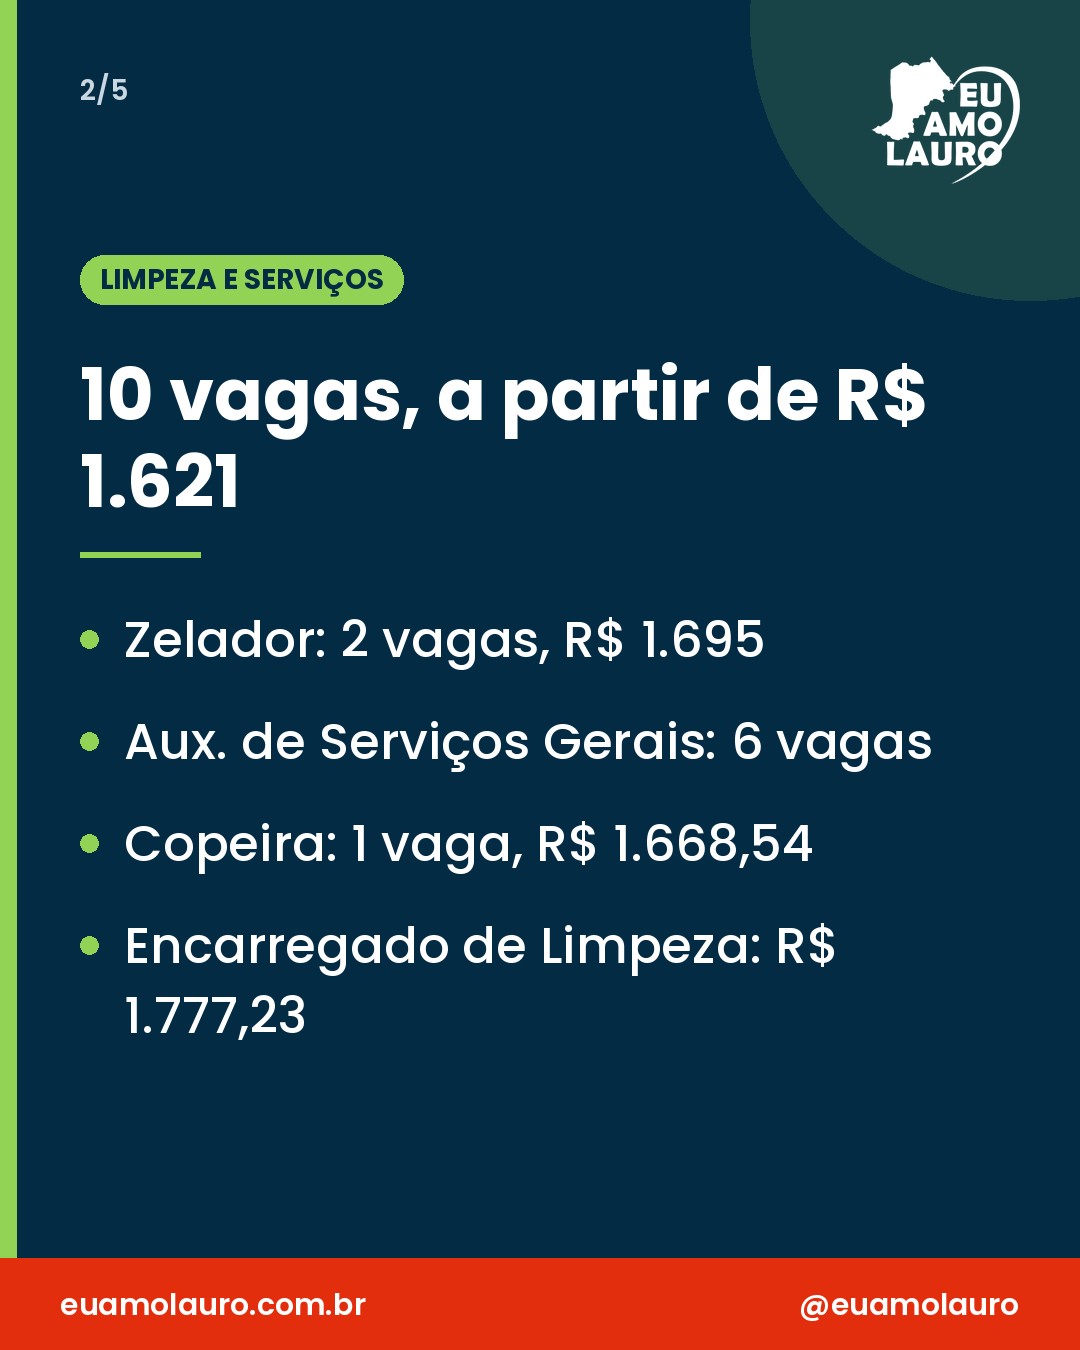 2/5
EU
AMO
LAURO
LIMPEZA E SERVIÇOS
10 vagas, a partir de R$
1.621
Zelador: 2 vagas, R$ 1.695
Aux. de Serviços Gerais: 6 vagas
Copeira: 1 vaga, R$ 1.668,54
Encarregado de Limpeza: R$
1.777,23
euamolauro.com.br
@euamolauro